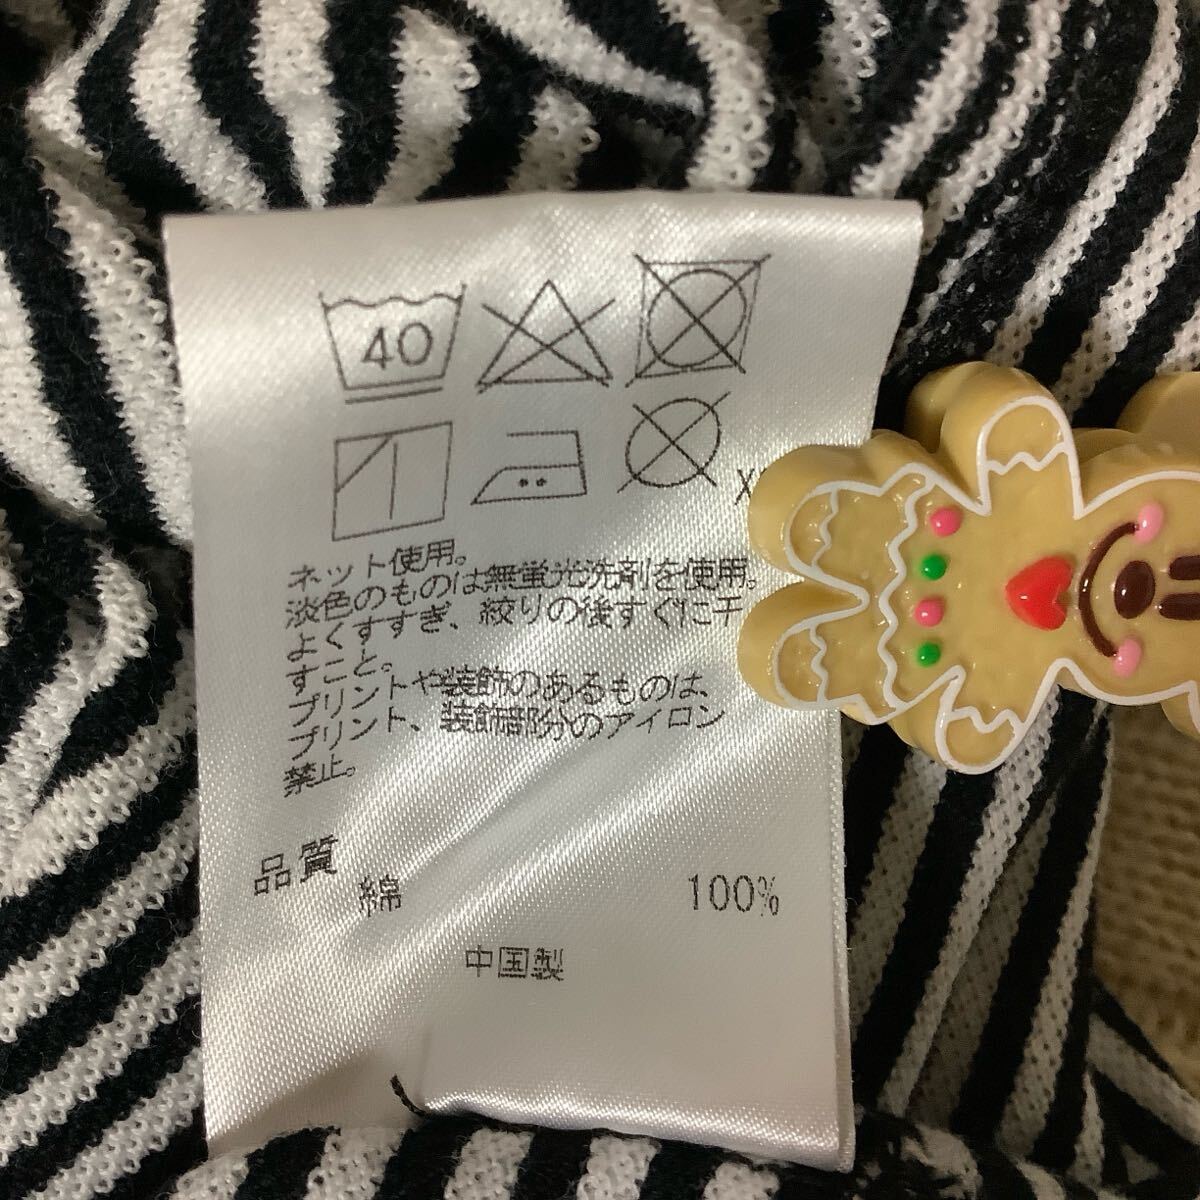 40
X
ネット使用。
淡色のものは無蛍光洗剤を使用。
よくすすぎ、絞りの後すぐに干
すこと。
プリントや装飾のあるものは、
プリント、装飾部分のアイロン
禁止。
品質
綿 100%
中国製